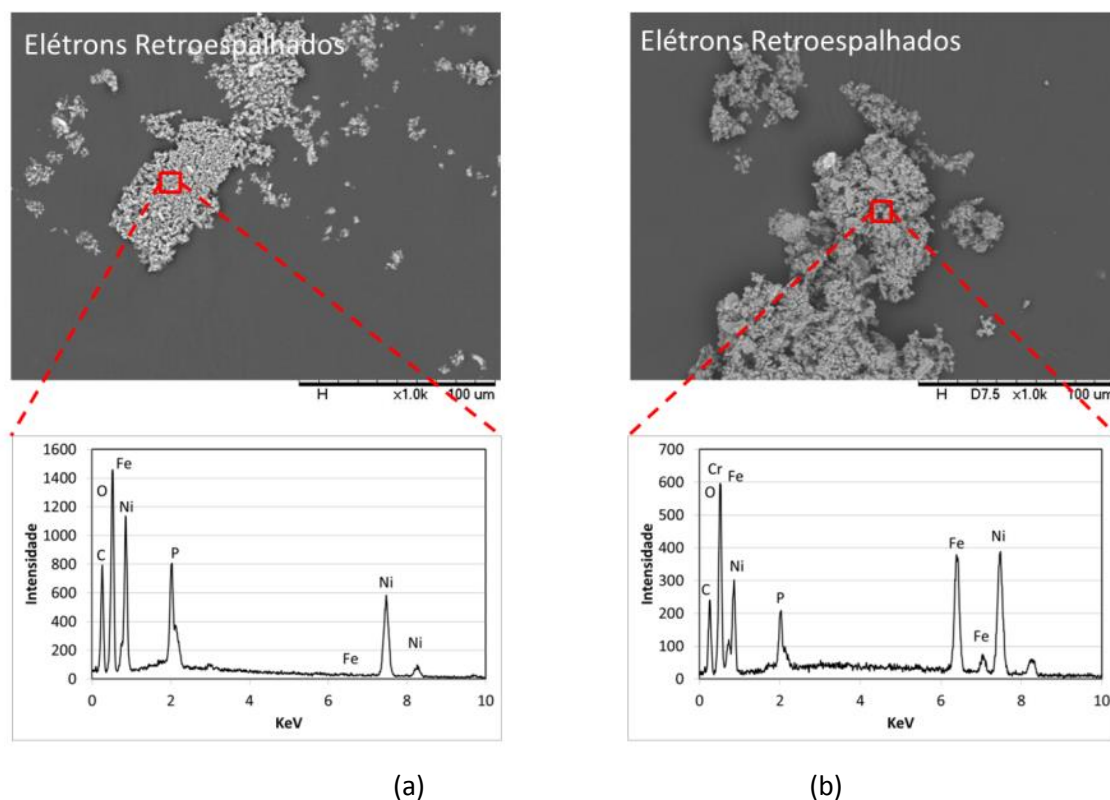 Elétrons Retroespalhados
H x1.0k 100 um
1600
1400
1200
1000
800
600
400
200
0
Intensidade
C
O
Fe
Ni
P
Fe
Ni
Ni
0 2 4 6 8 10
KeV
(a)
Elétrons Retroespalhados
H D7.5 x1.0k 100 um
700
600
500
400
300
200
100
0
Intensidade
C
O
Cr
Fe
Ni
P
Fe
Fe
Ni
0 2 4 6 8 10
KeV
(b)